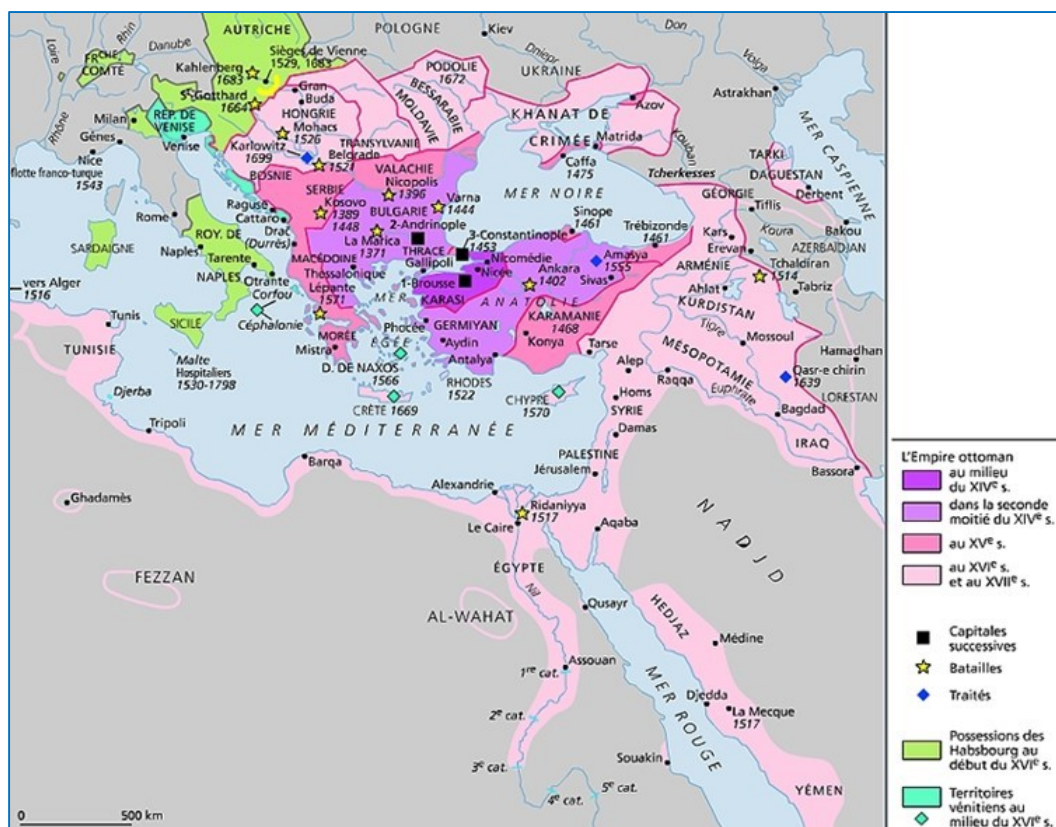 AUTRICHE
POLOGNE
Kiev
Don
Volga
Rhin
Loire
Danube
Dniepr
UKRAINE
FR CHE
COMTÉ
Sièges de Vienne
1529, 1683
Kahlenberg
1683
PODOLIE
1672
Astrakhan
St Gotthard
1664
Gran
Buda
HONGRIE
BESSARABIE
MOLDAVIE
KHANAT DE
CRIMÉE
Azov
Rhône
Milan
RÉP. DE
VENISE
Venise
Mohacs
1526
TRANSYLVANIE
Matrida
Kouban
MER CASPIENNE
Gênes
Nice
flotte franco-turque
1543
Karlowitz
1699
Belgrade
1521
BOSNIE
VALACHIE
Caffa
1475
Tcherkesses
TARKI
DAGUESTAN
Derbent
SERBIE
Nicopolis
1396
MER NOIRE
GÉORGIE
Tiflis
Rome
Raguse
Cattaro
Kosovo
1389
1448
BULGARIE
Varna
1444
Sinope
1461
Trébizonde
1461
Koura
Bakou
AZERBAÏDJAN
SARDAIGNE
ROY. DE
NAPLES
Naples
Tarente
Otrante
Drac
(Durrës)
La Marica
1371
2-Andrinople
3-Constantinople
1453
Kars
Erevan
MACÉDOINE
Thessalonique
THRACE
Gallipoli
Nicomédie
Nicée
Ankara
1402
Amasya
1555
Sivas
ARMÉNIE
Tchaldiran
1514
Tabriz
vers Alger
1516
Corfou
Céphalonie
Lépante
1571
1-Brousse
KARASI
ANATOLIE
Ahlat
KURDISTAN
MER
ÉGÉE
Phocée
GERMIYAN
KARAMANIE
1468
Tunis
TUNISIE
SICILE
MORÉE
Mistra
Aydin
Antalya
Konya
Tarse
Tigre
Mossoul
Hamadhan
Malte
Hospitaliers
1530-1798
D. DE NAXOS
1566
RHODES
1522
Alep
Raqqa
MÉSOPOTAMIE
Euphrate
Qasr-e chirin
1639
LORESTAN
Djerba
CRÈTE 1669
CHYPRE
1570
Homs
SYRIE
Bagdad
Tripoli
MER MÉDITERRANÉE
Damas
IRAQ
Barqa
PALESTINE
Jérusalem
Bassora
Ghadamès
Alexandrie
Ridaniyya
1517
Le Caire
Aqaba
NADJD
FEZZAN
ÉGYPTE
AL-WAHAT
Nil
Qusayr
HEDJAZ
Médine
Assouan
1re cat.
MER ROUGE
Djedda
La Mecque
1517
2e cat.
Souakin
3e cat.
4e cat.
5e cat.
YÉMEN
0
500 km
L'Empire ottoman
au milieu
du XIVe s.
dans la seconde
moitié du XIVe s.
au XVe s.
au XVIe s.
et au XVIIe s.
Capitales
successives
Batailles
Traités
Possessions des
Habsbourg au
début du XVIe s.
Territoires
vénitiens au
milieu du XVIe s.